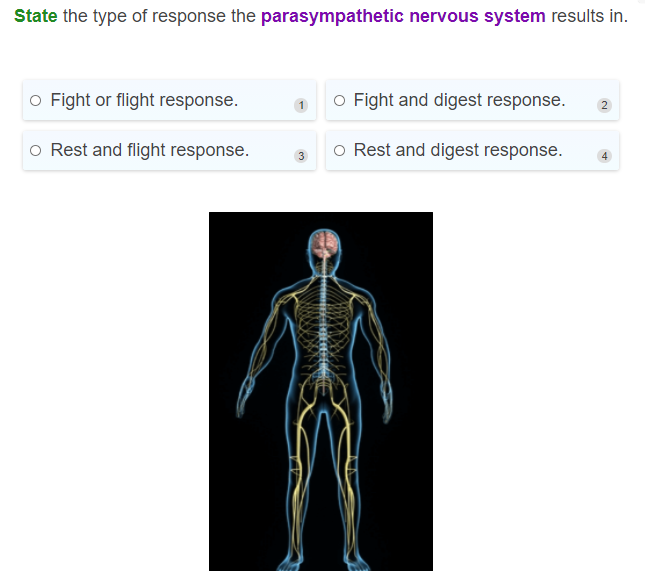 State the type of response the parasympathetic nervous system results in.
Fight or flight response. 1
Fight and digest response. 2
Rest and flight response. 3
Rest and digest response. 4